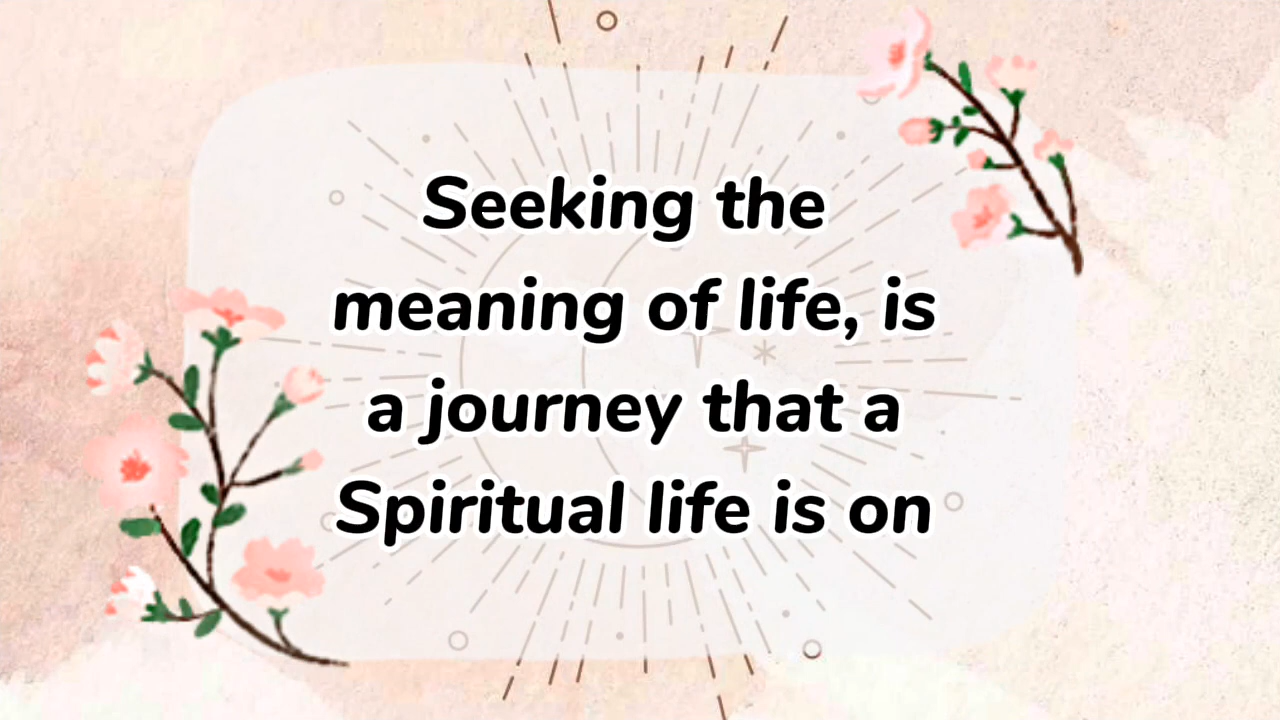 Seeking the
meaning of life, is
a journey that a
Spiritual life is on